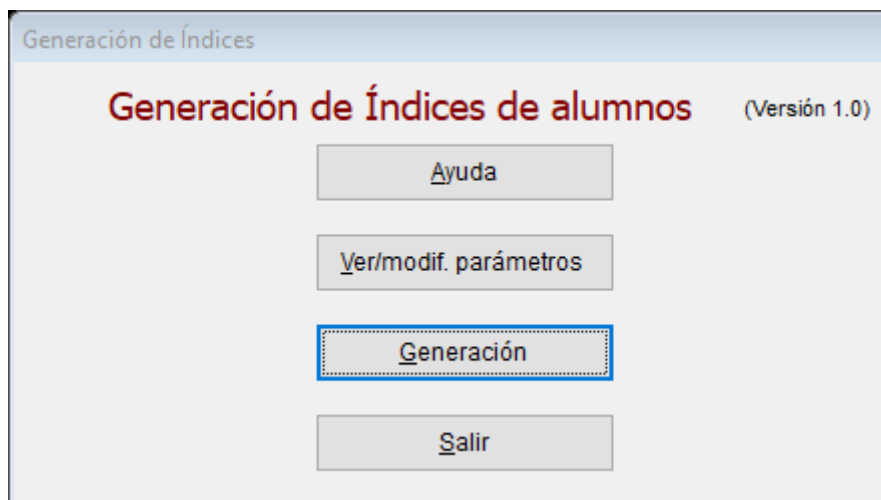 Generación de Índices
Generación de Índices de alumnos (Versión 1.0)
Ayuda
Ver/modif. parámetros
Generación
Salir